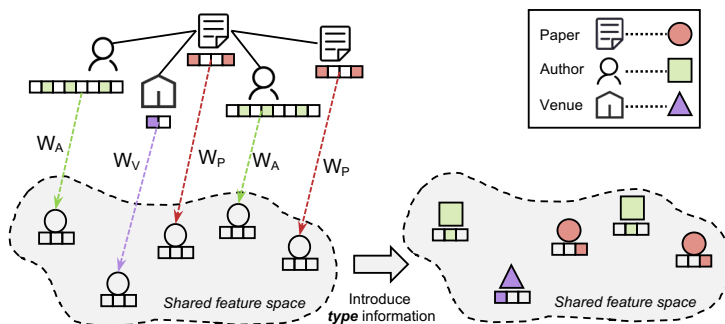 Paper
Author
Venue
W_A
W_V
W_P
W_A
W_P
Shared feature space
Introduce
type information
Shared feature space